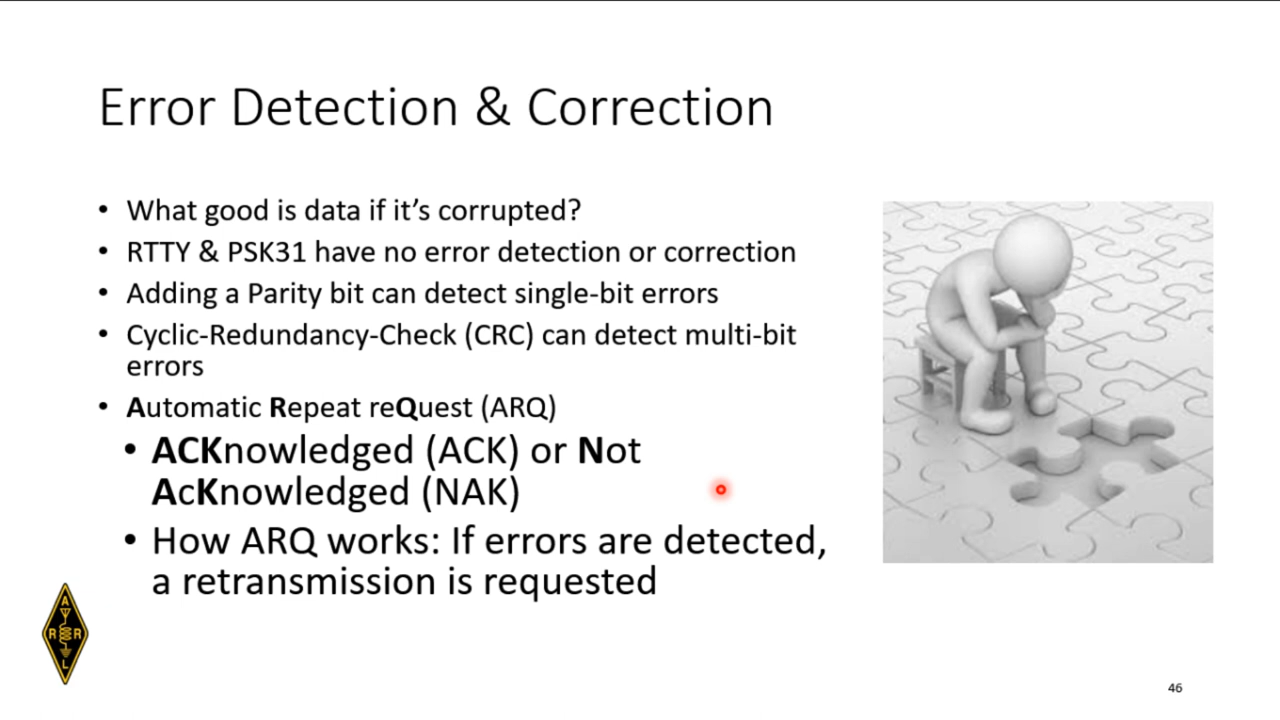 Error Detection & Correction
• What good is data if it’s corrupted?
• RTTY & PSK31 have no error detection or correction
• Adding a Parity bit can detect single-bit errors
• Cyclic-Redundancy-Check (CRC) can detect multi-bit
errors
• Automatic Repeat reQuest (ARQ)
• ACKnowledged (ACK) or Not
AcKnowledged (NAK)
• How ARQ works: If errors are detected,
a retransmission is requested
A
R R
L
46